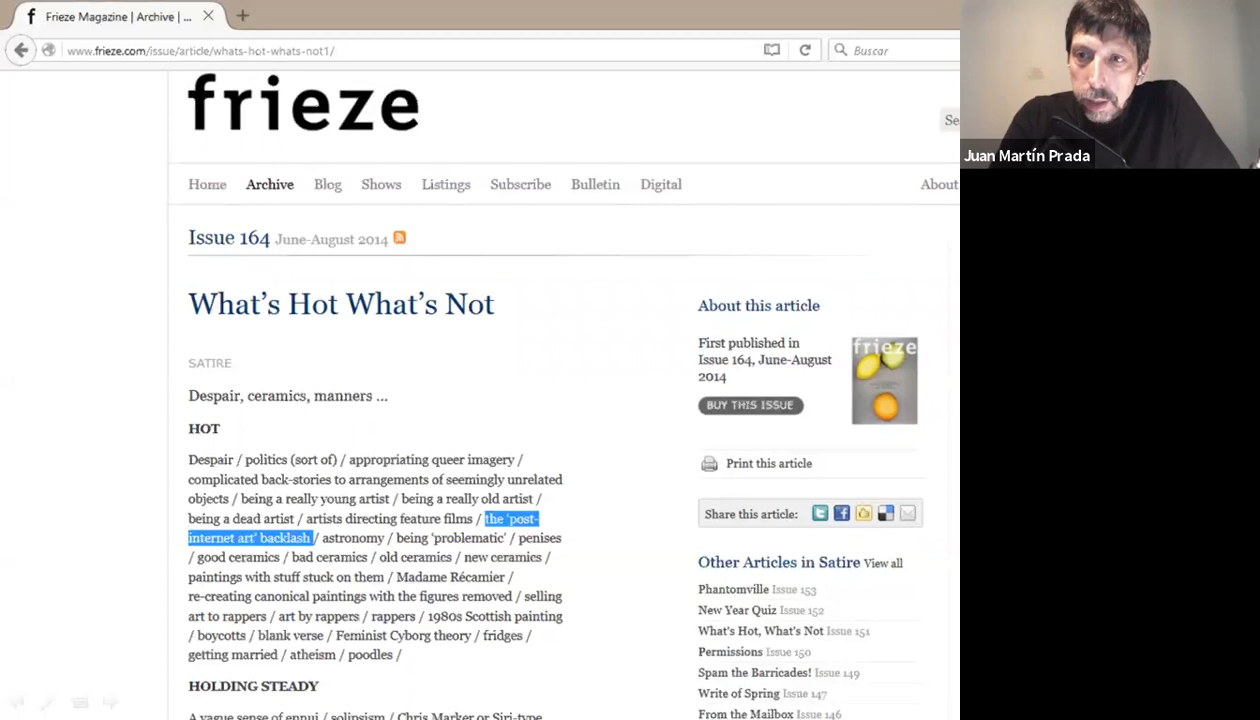 Frieze Magazine | Archive | ...
www.frieze.com/issue/article/whats-hot-whats-not1/
Buscar
frieze
Se
Home Archive Blog Shows Listings Subscribe Bulletin Digital About
Issue 164 June-August 2014
What's Hot What's Not
SATIRE
Despair, ceramics, manners ...
HOT
Despair / politics (sort of) / appropriating queer imagery /
complicated back-stories to arrangements of seemingly unrelated
objects / being a really young artist / being a really old artist /
being a dead artist / artists directing feature films / the 'post-
internet art' backlash / astronomy / being 'problematic' / penises
/ good ceramics / bad ceramics / old ceramics / new ceramics /
paintings with stuff stuck on them / Madame Récamier /
re-creating canonical paintings with the figures removed / selling
art to rappers / art by rappers / rappers / 1980s Scottish painting
/ boycotts / blank verse / Feminist Cyborg theory / fridges /
getting married / atheism / poodles /
HOLDING STEADY
A vague sense of ennui / solipsism / Chris Marker or Siri-type
About this article
First published in
Issue 164, June-August
2014
frieze
BUY THIS ISSUE
Print this article
Share this article:
Other Articles in Satire View all
Phantomville Issue 153
New Year Quiz Issue 152
What's Hot, What's Not Issue 151
Permissions Issue 150
Spam the Barricades! Issue 149
Write of Spring Issue 147
From the Mailbox Issue 146
Juan Martín Prada